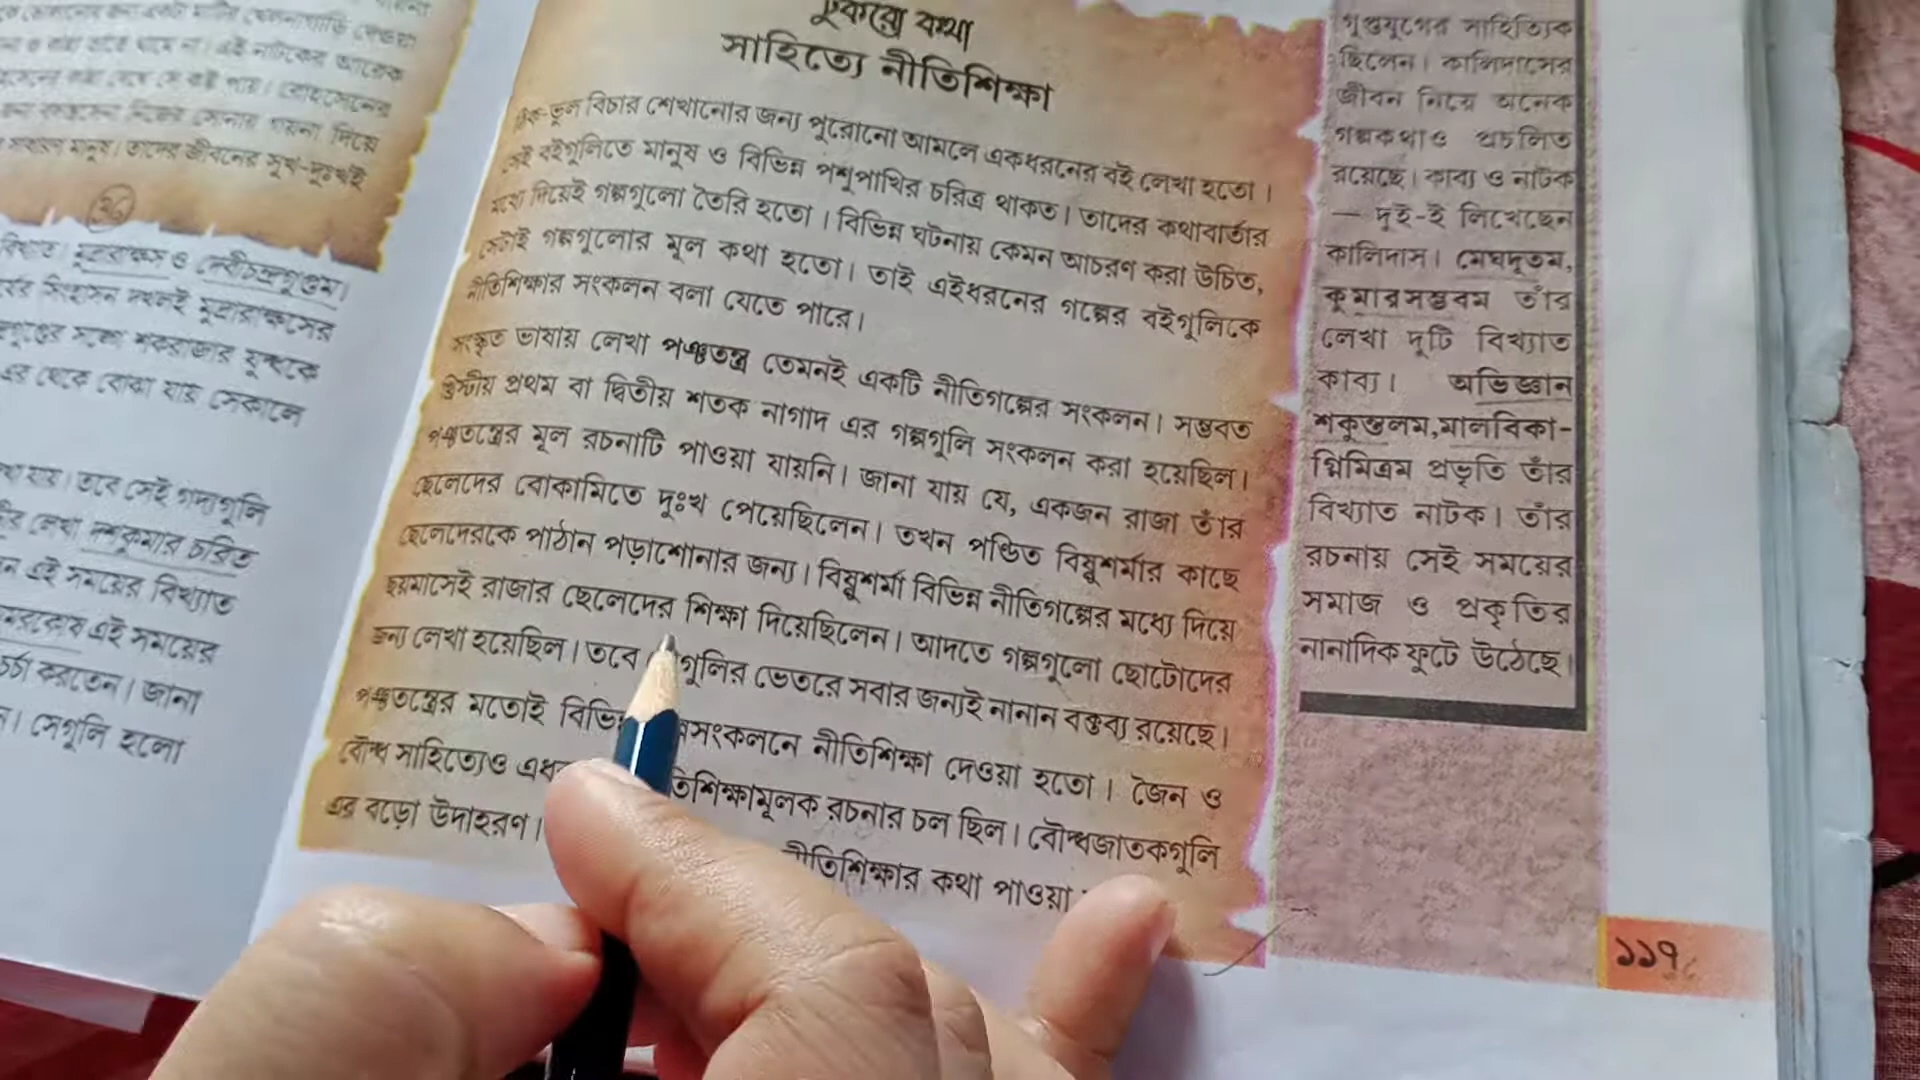 টুকরো কথা
সাহিত্যে নীতিশিক্ষা
ঠিক-ভুল বিচার শেখানোর জন্য পুরোনো আমলে একধরনের বই লেখা হতো।
সেই বইগুলিতে মানুষ ও বিভিন্ন পশুপাখির চরিত্র থাকত। তাদের কথাবার্তার
মধ্যে দিয়েই গল্পগুলো তৈরি হতো। বিভিন্ন ঘটনায় কেমন আচরণ করা উচিত,
সেটাই গল্পগুলোর মূল কথা হতো। তাই এইধরনের গল্পের বইগুলিকে
নীতিশিক্ষার সংকলন বলা যেতে পারে।
সংস্কৃত ভাষায় লেখা পঞ্চতন্ত্র তেমনই একটি নীতিগল্পের সংকলন। সম্ভবত
খ্রিস্টীয় প্রথম বা দ্বিতীয় শতক নাগাদ এর গল্পগুলি সংকলন করা হয়েছিল।
পঞ্চতন্ত্রের মূল রচনাটি পাওয়া যায়নি। জানা যায় যে, একজন রাজা তাঁর
ছেলেদের বোকামিতে দুঃখ পেয়েছিলেন। তখন পণ্ডিত বিষ্ণুশর্মার কাছে
ছেলেদেরকে পাঠান পড়াশোনার জন্য। বিষ্ণুশর্মা বিভিন্ন নীতিগল্পের মধ্যে দিয়ে
ছয়মাসেই রাজার ছেলেদের শিক্ষা দিয়েছিলেন। আদতে গল্পগুলো ছোটোদের
জন্য লেখা হয়েছিল। তবে গুলির ভেতরে সবার জন্যই নানান বক্তব্য রয়েছে।
পঞ্চতন্ত্রের মতোই সংকলনে নীতিশিক্ষা দেওয়া হতো। জৈন ও
বৌদ্ধ সাহিত্যেও তিশিক্ষামূলক রচনার চল ছিল। বৌদ্ধজাতকগুলি
এর বড়ো উদাহরণ। নীতিশিক্ষার কথা পাওয়া
গুপ্তযুগের সাহিত্যিক
ছিলেন। কালিদাসের
জীবন নিয়ে অনেক
গল্পকথাও প্রচলিত
রয়েছে। কাব্য ও নাটক
— দুই-ই লিখেছেন
কালিদাস। মেঘদূতম,
কুমারসম্ভবম তাঁর
লেখা দুটি বিখ্যাত
কাব্য। অভিজ্ঞান
শকুন্তলম,মালবিকা-
গ্নিমিত্রম প্রভৃতি তাঁর
বিখ্যাত নাটক। তাঁর
রচনায় সেই সময়ের
সমাজ ও প্রকৃতির
নানাদিক ফুটে উঠেছে।
১১৭
দিয়ে
সাধারণ মানুষ। তাদের জীবনের সুখ-দুঃখই
মুদ্রারাক্ষস ও দেবীচন্দ্রগুপ্তম।
সিংহাসন দখলই মুদ্রারাক্ষসের
সঙ্গে শকরাজার যুদ্ধকে
এর থেকে বোঝা যায় সেকালে
যায়। তবে সেই গদ্যগুলি
লেখা দশকুমার চরিত
এই সময়ের বিখ্যাত
এই সময়ের
চর্চা করতেন। জানা
সেগুলি হলো